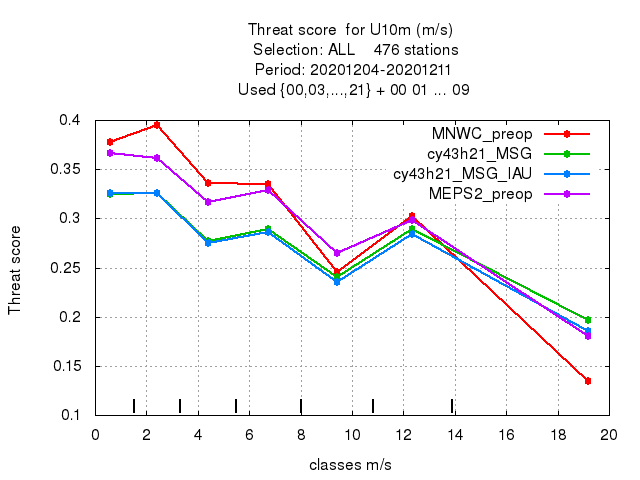 Threat score for U10m (m/s)
Selection: ALL 476 stations
Period: 20201204-20201211
Used {00,03,...,21} + 00 01 ... 09
MNWC_preop
cy43h21_MSG
cy43h21_MSG_IAU
MEPS2_preop
0.4
0.35
0.3
0.25
0.2
0.15
0.1
Threat score
0 2 4 6 8 10 12 14 16 18 20
classes m/s